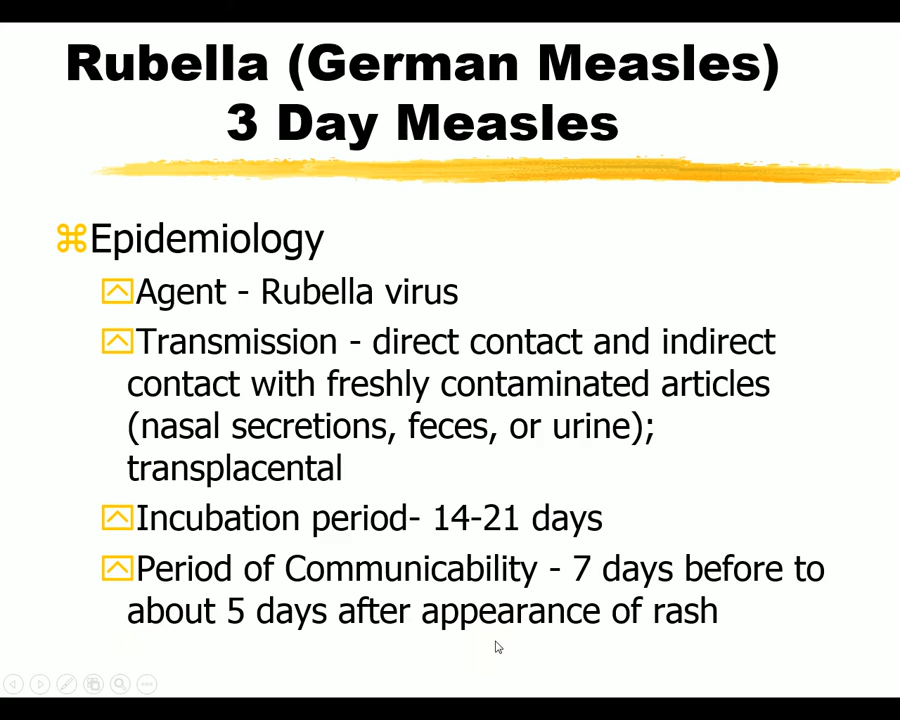 Rubella (German Measles)
3 Day Measles
Epidemiology
Agent - Rubella virus
Transmission - direct contact and indirect
contact with freshly contaminated articles
(nasal secretions, feces, or urine);
transplacental
Incubation period- 14-21 days
Period of Communicability - 7 days before to
about 5 days after appearance of rash